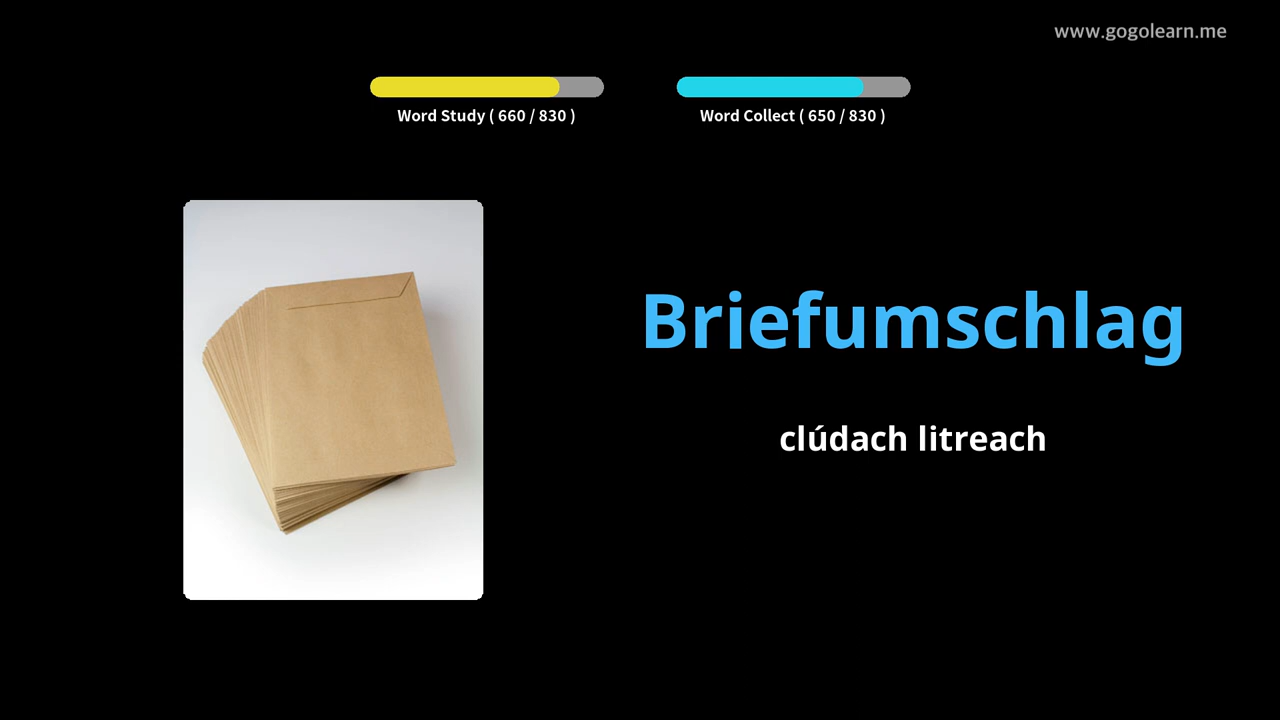 www.gogolearn.me
Word Study ( 660 / 830 )
Word Collect ( 650 / 830 )
Briefumschlag
clúdach litreach